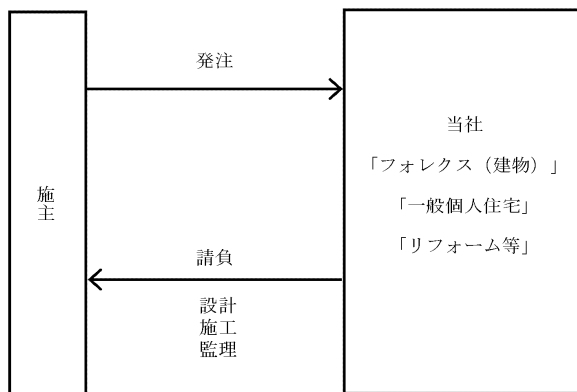 発注
当社
「フォレクス（建物）」
施主
「一般個人住宅」
「リフォーム等」
請負
設計
施工
監理